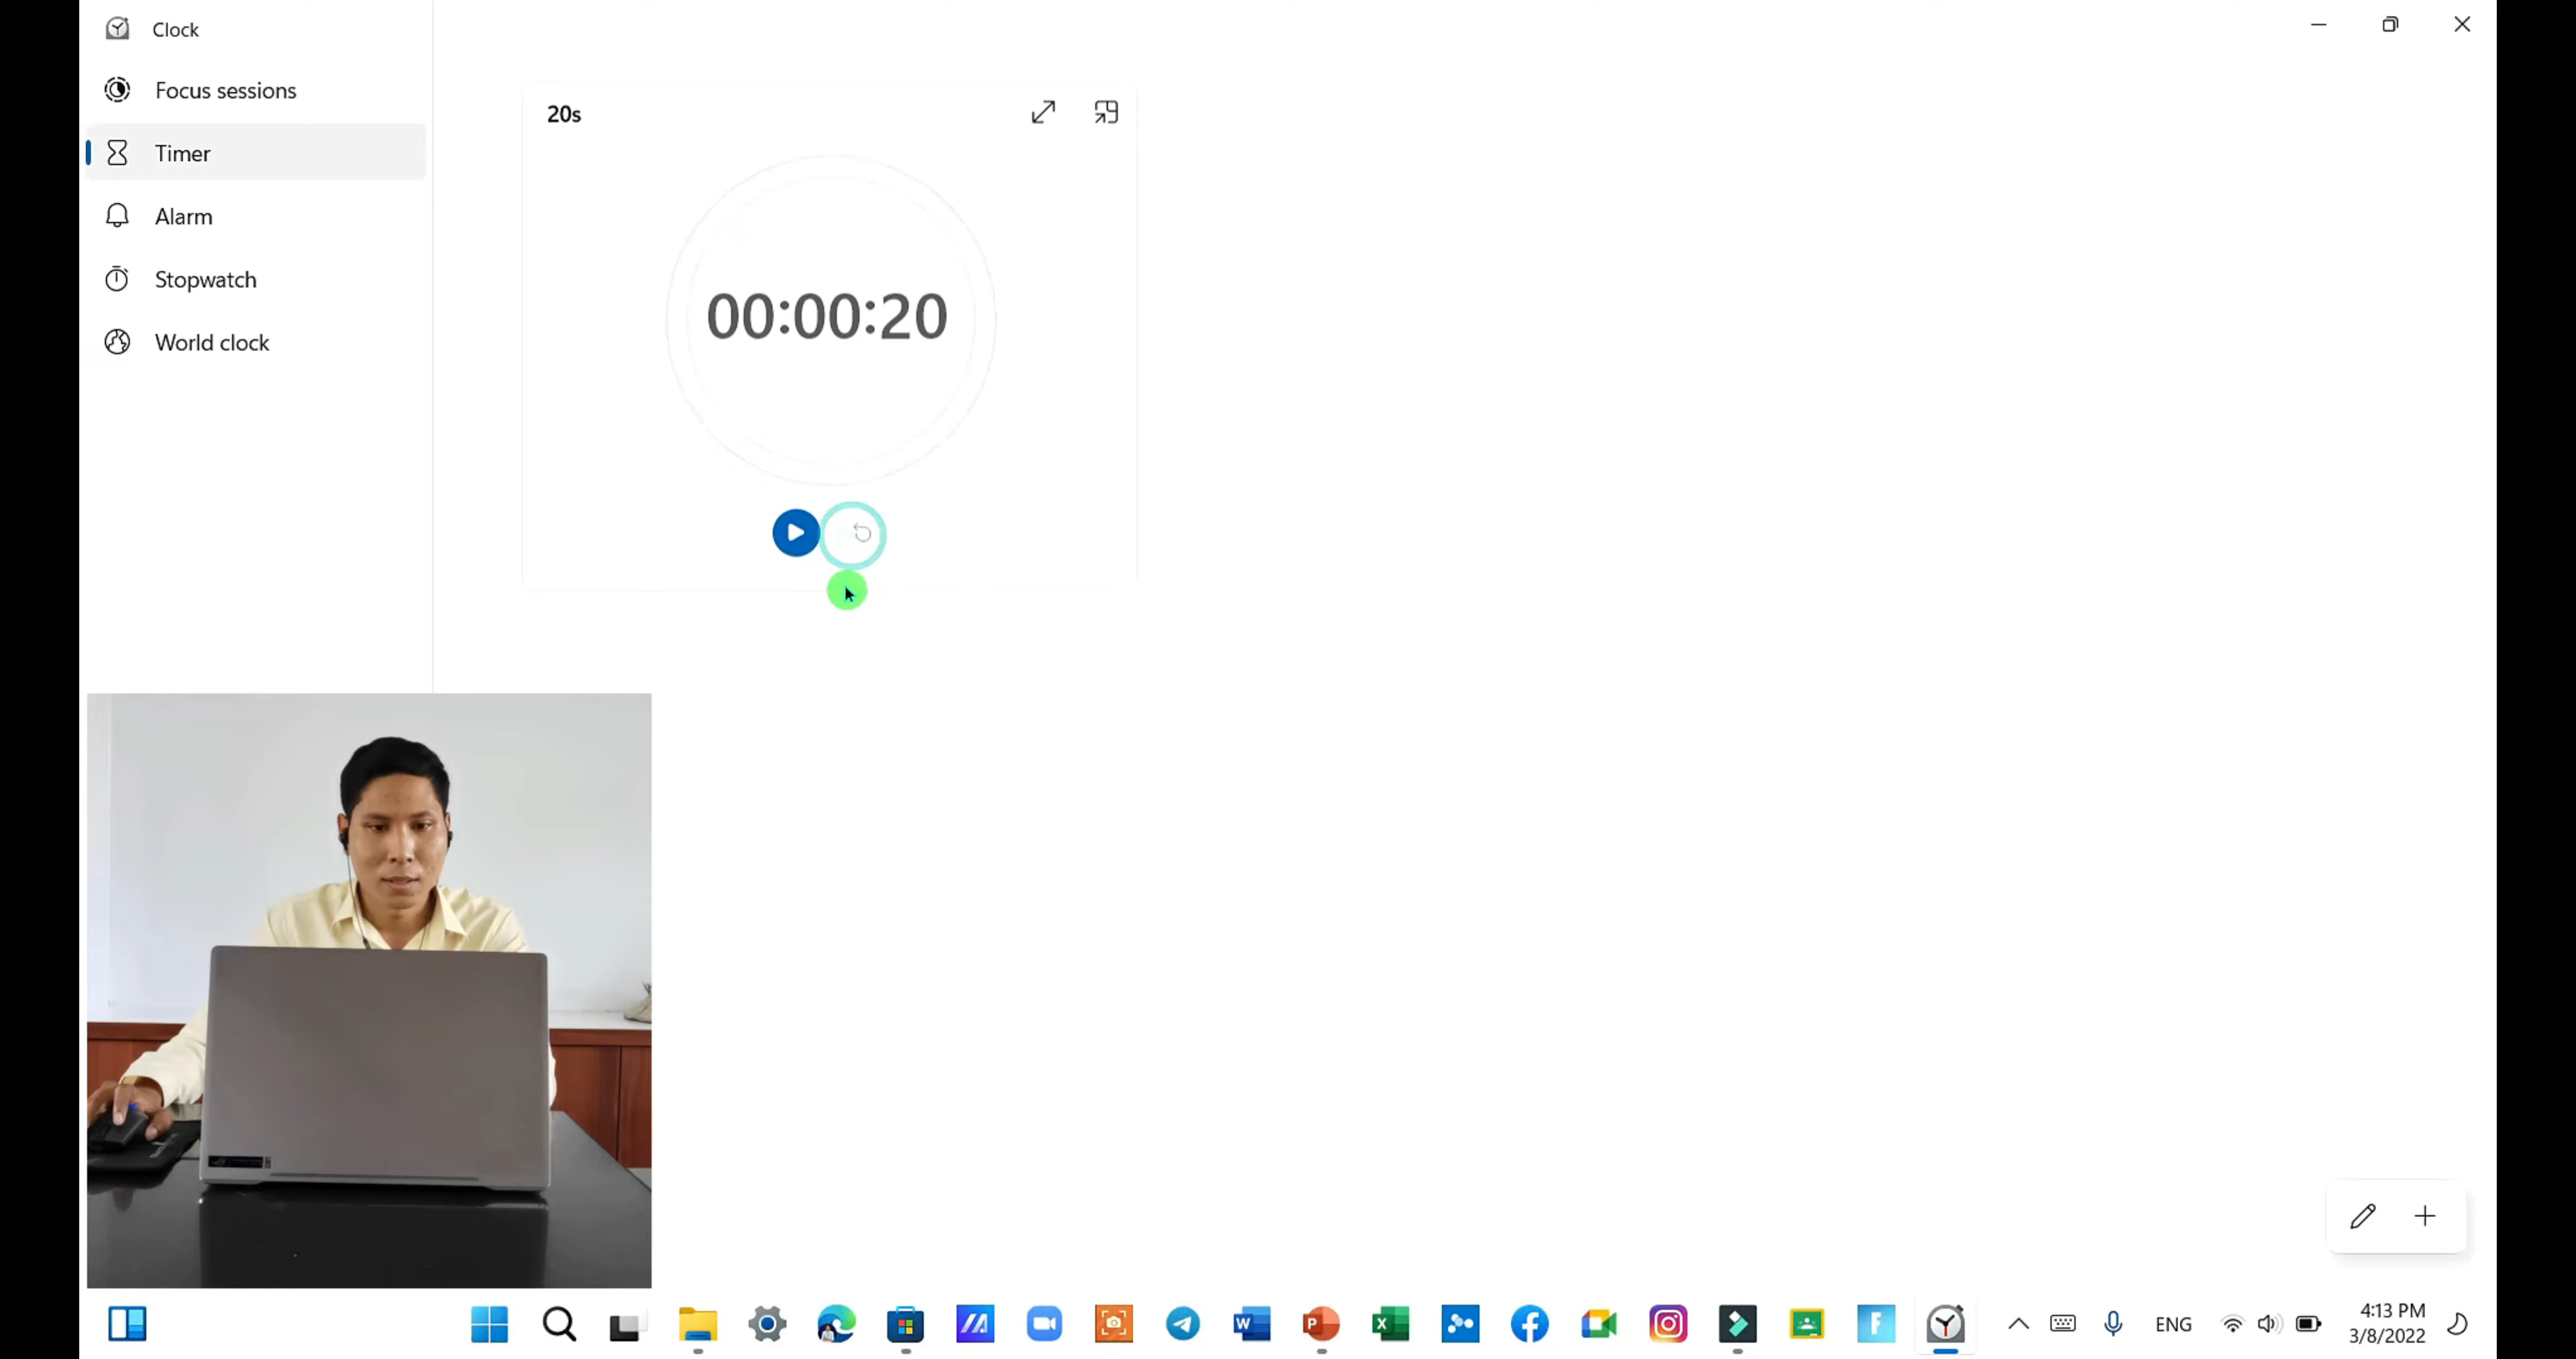 Clock
Focus sessions
Timer
Alarm
Stopwatch
World clock
20s
00:00:20
ENG
4:13 PM
3/8/2022